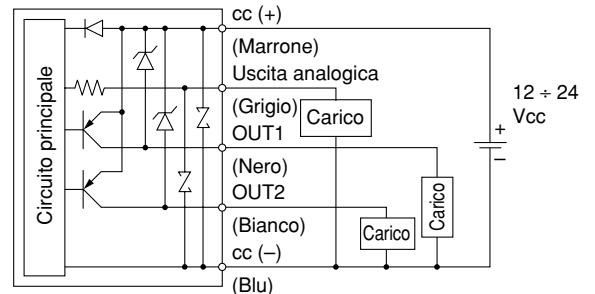 Circuito principale
cc (+)
(Marrone)
Uscita analogica
(Grigio)
OUT1
(Nero)
OUT2
(Bianco)
cc (–)
(Blu)
Carico
Carico
Carico
12 ÷ 24
Vcc
+
–